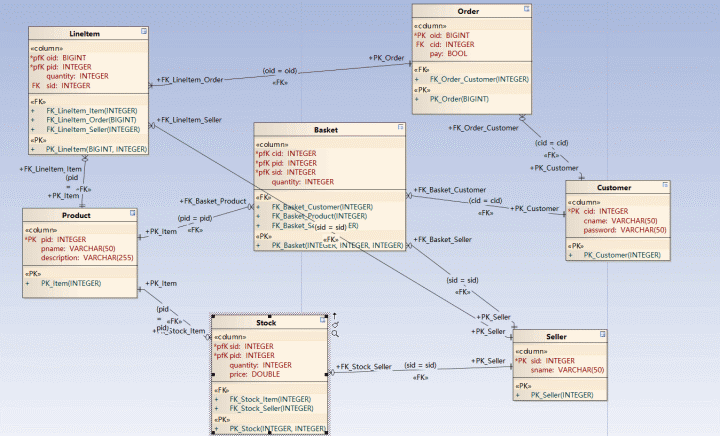 LineItem
«column»
*pfK oid: BIGINT
*pfK pid: INTEGER
quantity: INTEGER
FK sid: INTEGER
«FK»
+ FK_LineItem_Item(INTEGER)
+ FK_LineItem_Order(BIGINT)
+ FK_LineItem_Seller(INTEGER)
«PK»
+ PK_LineItem(BIGINT, INTEGER)
Order
«column»
*PK oid: BIGINT
FK cid: INTEGER
pay: BOOL
«FK»
+ FK_Order_Customer(INTEGER)
«PK»
+ PK_Order(BIGINT)
+PK_Order
(oid = oid)
+FK_LineItem_Order
«FK»
+FK_LineItem_Seller
+FK_Order_Customer
(cid = cid)
«FK»
+PK_Customer
Basket
«column»
*pfK cid: INTEGER
*pfK pid: INTEGER
*pfK sid: INTEGER
quantity: INTEGER
«FK»
+ FK_Basket_Customer(INTEGER)
+ FK_Basket_Product(INTEGER)
(sid = sid)
«FK»
«PK»
+ PK_Basket(INTEGER, INTEGER, INTEGER)
+FK_LineItem_Item
(pid
=
«FK»
+PK_Item
+FK_Basket_Product
(pid = pid)
+PK_Item
«FK»
+FK_Basket_Customer
(cid = cid)
+PK_Customer
«FK»
Customer
«column»
*PK cid: INTEGER
cname: VARCHAR(50)
password: VARCHAR(50)
«PK»
+ PK_Customer(INTEGER)
Product
«column»
*PK pid: INTEGER
pname: VARCHAR(50)
description: VARCHAR(255)
«PK»
+ PK_Item(INTEGER)
+FK_Basket_Seller
(sid = sid)
«FK»
+PK_Seller
+PK_Seller
+PK_Item
(pid
=
«FK»
pid)
Stock
«column»
*pfK sid: INTEGER
*pfK pid: INTEGER
quantity: INTEGER
price: DOUBLE
«FK»
+ FK_Stock_Item(INTEGER)
+ FK_Stock_Seller(INTEGER)
«PK»
+ PK_Stock(INTEGER, INTEGER)
+FK_Stock_Seller
(sid = sid)
+PK_Seller
«FK»
Seller
«column»
*PK sid: INTEGER
sname: VARCHAR(50)
«PK»
+ PK_Seller(INTEGER)